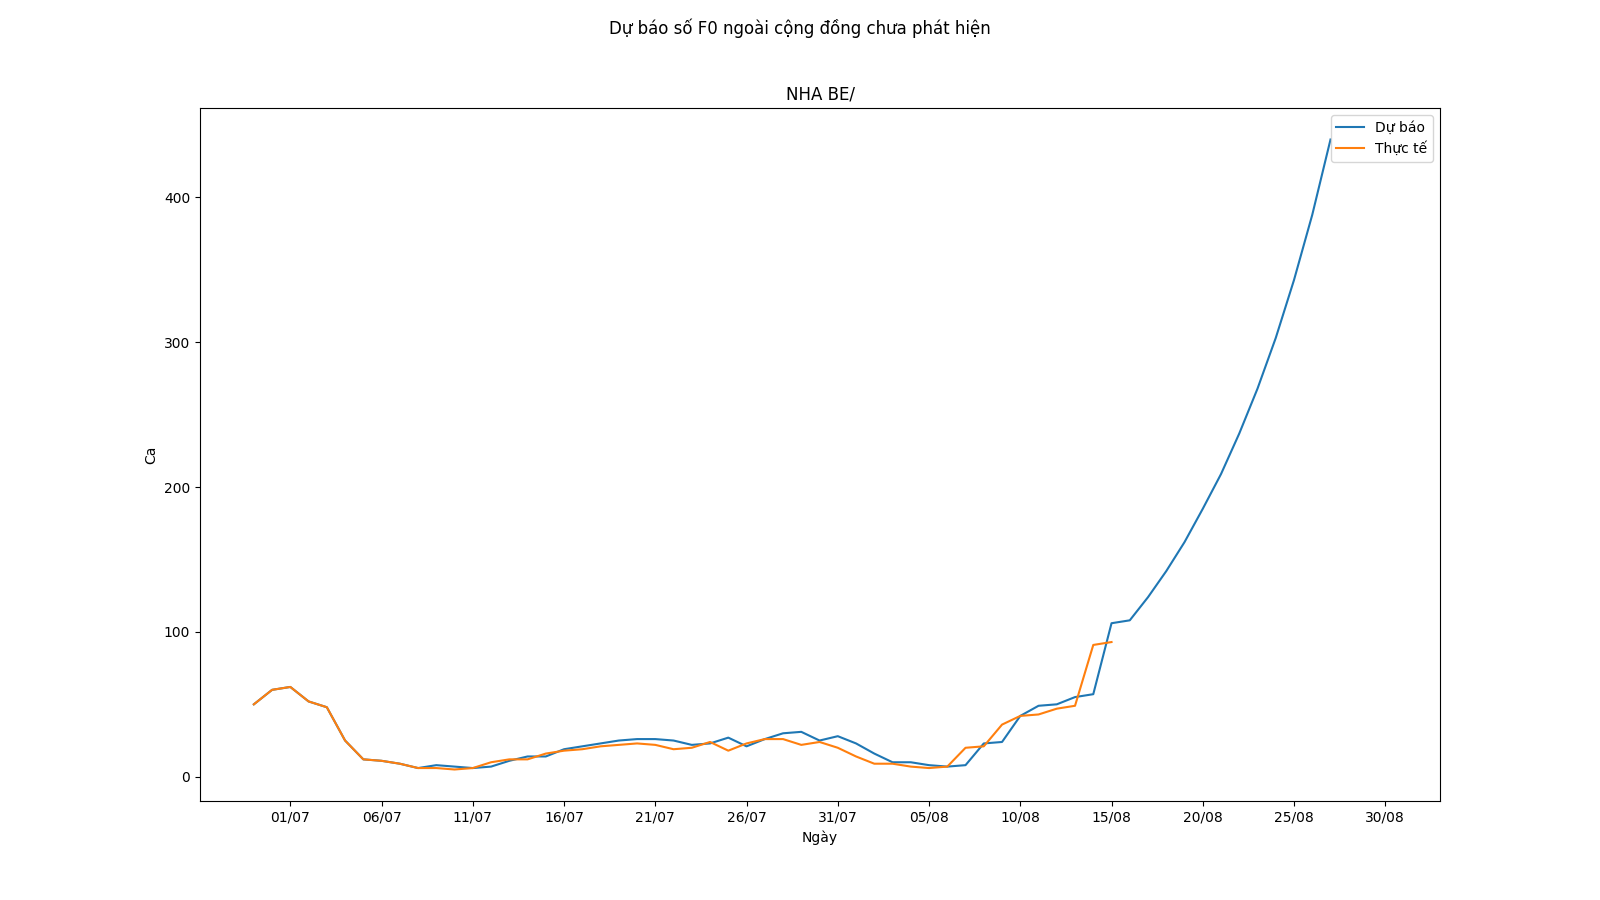 Dự báo số F0 ngoài cộng đồng chưa phát hiện
NHA BE/
Dự báo
Thực tế
400
300
200
100
0
Ca
01/07 06/07 11/07 16/07 21/07 26/07 31/07 05/08 10/08 15/08 20/08 25/08 30/08
Ngày